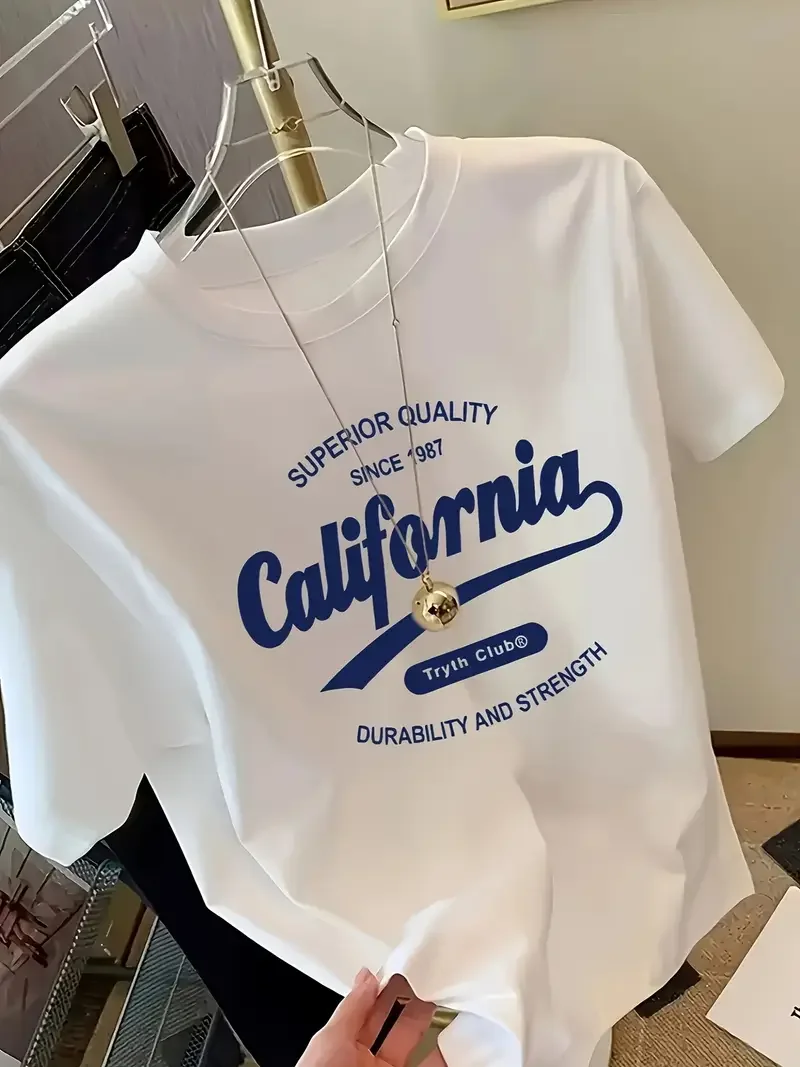 SUPERIOR QUALITY
SINCE 1987
California
Tryth Club®
DURABILITY AND STRENGTH